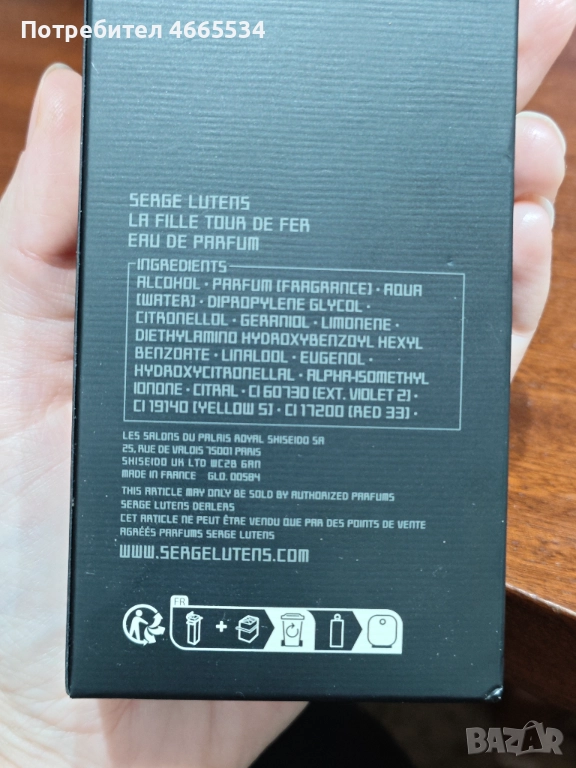 Потребител 4665534
SERGE LUTENS
LA FILLE TOUR DE FER
EAU DE PARFUM
INGREDIENTS
ALCOHOL · PARFUM (FRAGRANCE) · AQUA
(WATER) · DIPROPYLENE GLYCOL ·
CITRONELLOL · GERANIOL · LIMONENE ·
DIETHYLAMINO HYDROXYBENZOYL HEXYL
BENZOATE · LINALOOL · EUGENOL ·
HYDROXYCITRONELLAL · ALPHA-ISOMETHYL
IONONE · CITRAL · CI 60730 (EXT. VIOLET 2) ·
CI 19140 (YELLOW 5) · CI 17200 (RED 33) ·
LES SALONS DU PALAIS ROYAL SHISEIDO SA
25, RUE DE VALOIS 75001 PARIS
SHISEIDO UK LTD WC2B 6AN
MADE IN FRANCE GLO. 00584
THIS ARTICLE MAY ONLY BE SOLD BY AUTHORIZED PARFUMS
SERGE LUTENS DEALERS
CET ARTICLE NE PEUT ÊTRE VENDU QUE PAR DES POINTS DE VENTE
AGRÉÉS PARFUMS SERGE LUTENS
WWW.SERGELUTENS.COM
FR
BAZAR